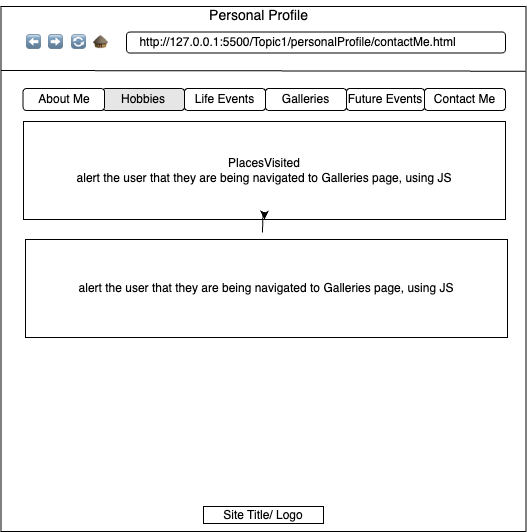 Personal Profile
http://127.0.0.1:5500/Topic1/personalProfile/contactMe.html
About Me
Hobbies
Life Events
Galleries
Future Events
Contact Me
PlacesVisited
alert the user that they are being navigated to Galleries page, using JS
alert the user that they are being navigated to Galleries page, using JS
Site Title/ Logo